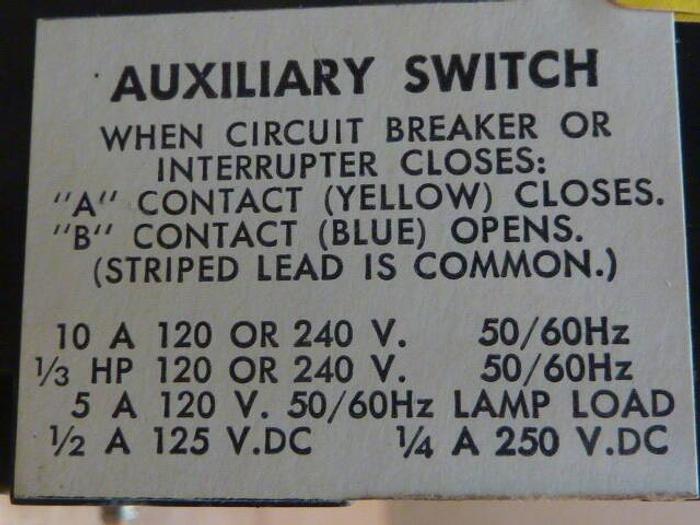 AUXILIARY SWITCH
WHEN CIRCUIT BREAKER OR
INTERRUPTER CLOSES:
"A" CONTACT (YELLOW) CLOSES.
"B" CONTACT (BLUE) OPENS.
(STRIPED LEAD IS COMMON.)
10 A 120 OR 240 V. 50/60Hz
1/3 HP 120 OR 240 V. 50/60Hz
5 A 120 V. 50/60Hz LAMP LOAD
1/2 A 125 V.DC 1/4 A 250 V.DC